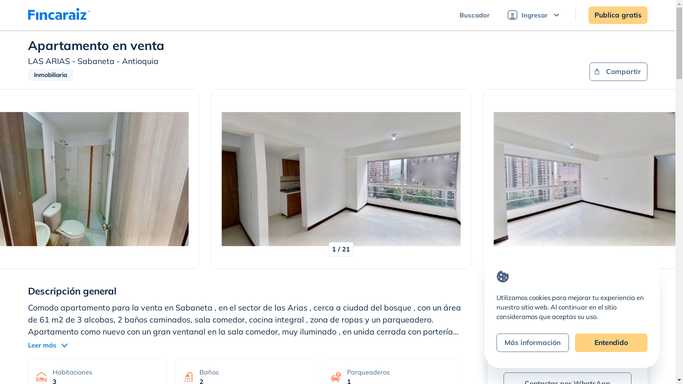 Fincaraiz
Buscador
Ingresar
Publica gratis
Apartamento en venta
LAS ARIAS - Sabaneta - Antioquia
Inmobiliaria
Compartir
1 / 21
Descripción general
Comodo apartamento para la venta en Sabaneta , en el sector de las Arias , cerca a ciudad del bosque , con un área
de 61 m2 de 3 alcobas, 2 baños caminados, sala comedor, cocina integral , zona de ropas y un parqueadero.
Apartamento como nuevo con un gran ventanal en la sala comedor, muy iluminado , en unida cerrada con portería...
Leer más
Habitaciones
3
Baños
2
Parqueaderos
1
Utilizamos cookies para mejorar tu experiencia en
nuestro sitio web. Al continuar en el sitio
consideramos que aceptas su uso.
Más información
Entendido
Contactar por WhatsApp